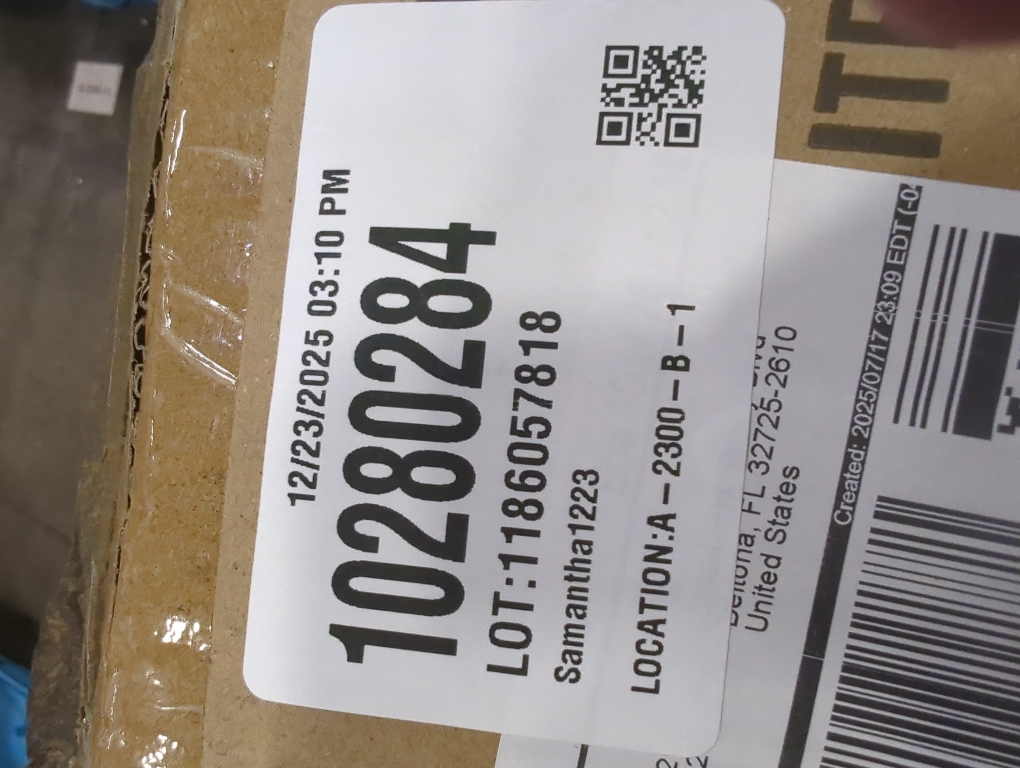 12/23/2025 03:10 PM
10280284
LOT:1186057818
Samantha1223
LOCATION:A-2300-B-1
Deltona, FL 32725-2610
United States
Created: 2025/07/17 23:09 EDT (-04